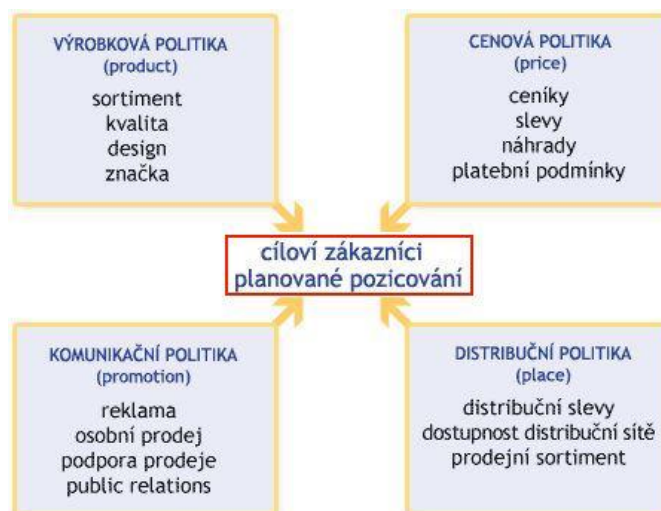 VÝROBKOVÁ POLITIKA
(product)
sortiment
kvalita
design
značka
CENOVÁ POLITIKA
(price)
ceníky
slevy
náhrady
platební podmínky
cíloví zákazníci
planované pozicování
KOMUNIKAČNÍ POLITIKA
(promotion)
reklama
osobní prodej
podpora prodeje
public relations
DISTRIBUČNÍ POLITIKA
(place)
distribuční slevy
dostupnost distribuční sítě
prodejní sortiment